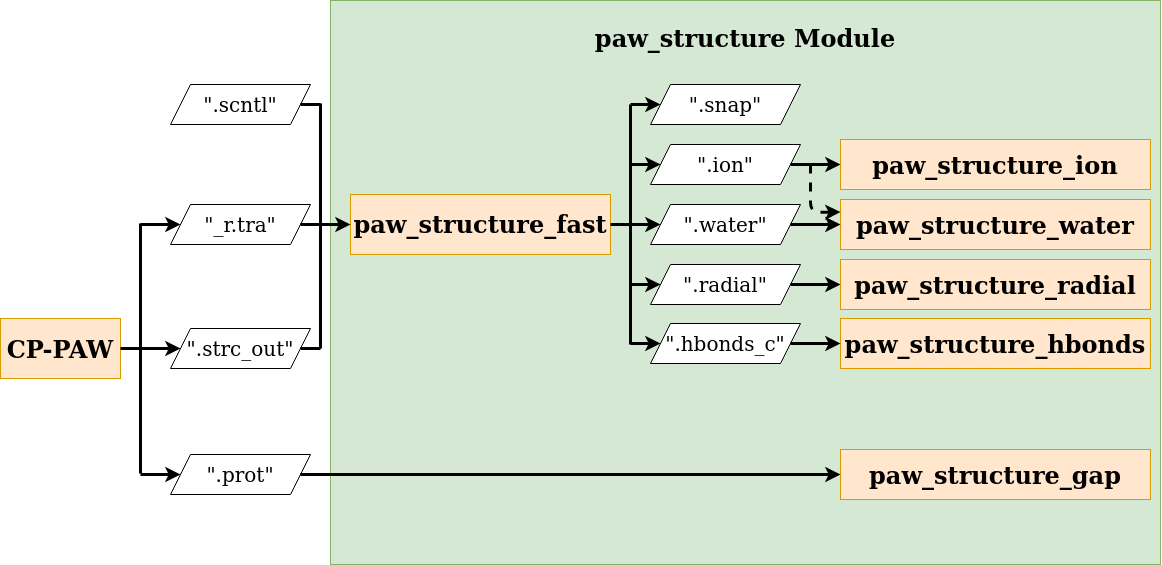 paw_structure Module
".scntl"
".snap"
".ion"
paw_structure_ion
"_r.tra"
paw_structure_fast
".water"
paw_structure_water
".radial"
paw_structure_radial
CP-PAW
".strc_out"
".hbonds_c"
paw_structure_hbonds
".prot"
paw_structure_gap